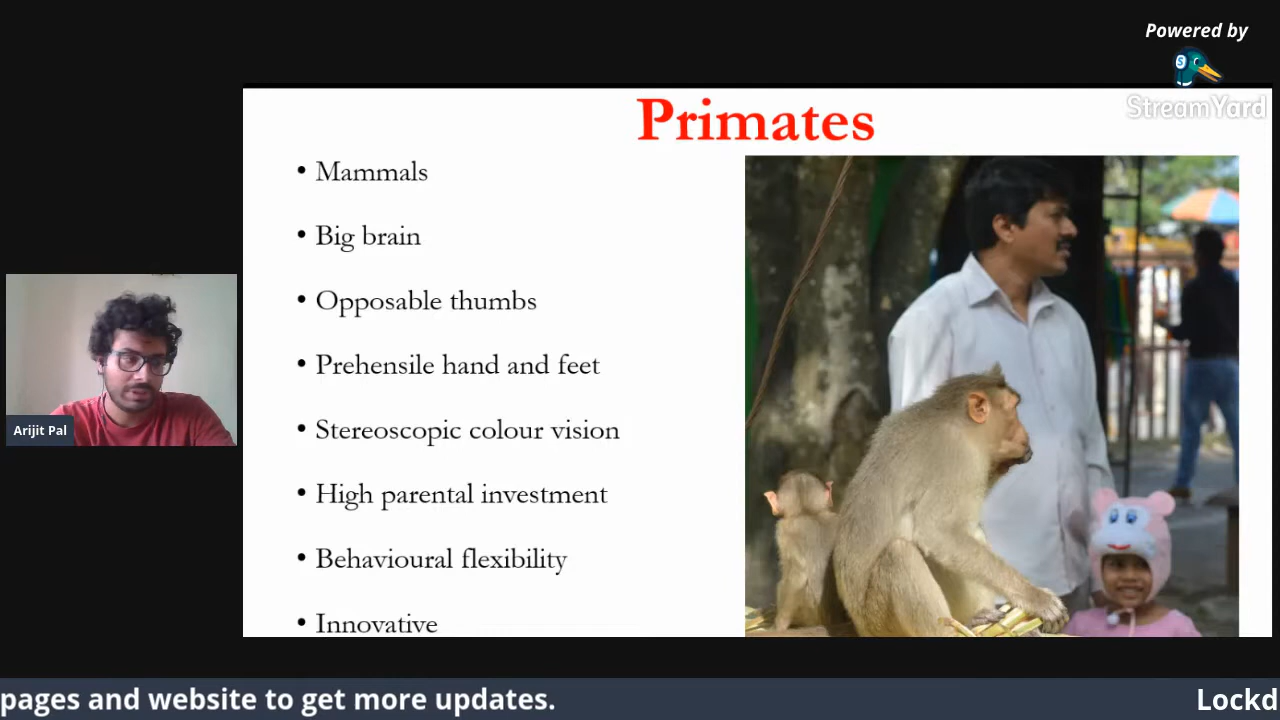 Powered by
StreamYard
Primates
• Mammals
• Big brain
• Opposable thumbs
• Prehensile hand and feet
• Stereoscopic colour vision
• High parental investment
• Behavioural flexibility
• Innovative
Arijit Pal
pages and website to get more updates.
Lockd